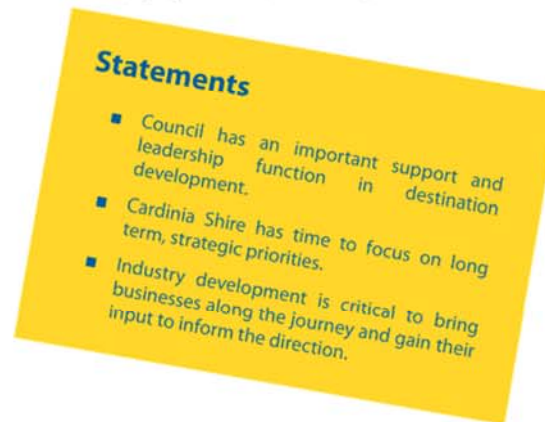 Statements
■ Council has an important support and
leadership function in destination
development.
■ Cardinia Shire has time to focus on long
term, strategic priorities.
■ Industry development is critical to bring
businesses along the journey and gain their
input to inform the direction.